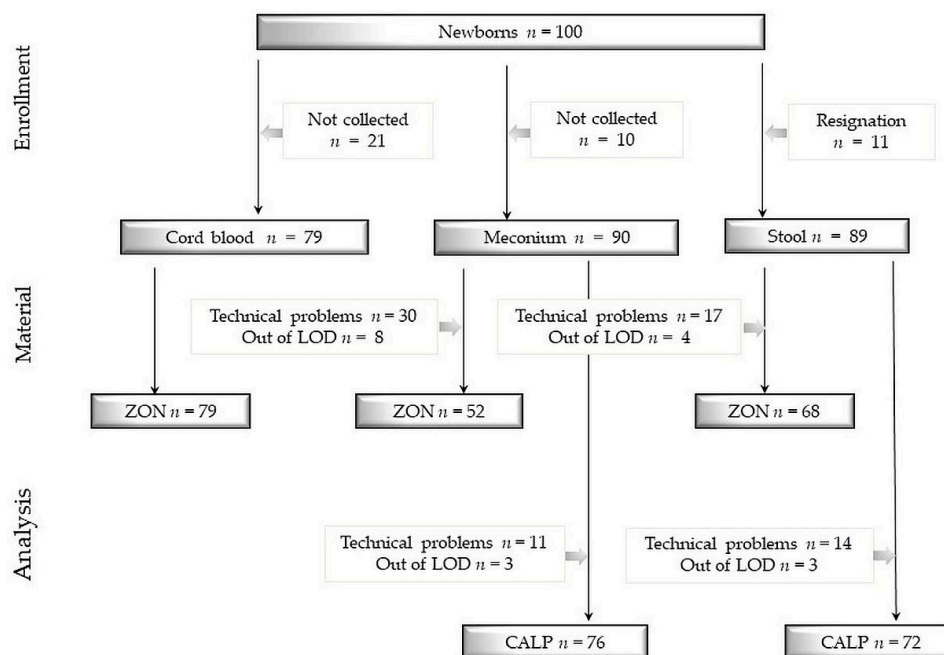 Newborns n = 100
Enrollment
Not collected
n = 21
Not collected
n = 10
Resignation
n = 11
Cord blood n = 79
Meconium n = 90
Stool n = 89
Material
Technical problems n = 30
Out of LOD n = 8
Technical problems n = 17
Out of LOD n = 4
ZON n = 79
ZON n = 52
ZON n = 68
Analysis
Technical problems n = 11
Out of LOD n = 3
Technical problems n = 14
Out of LOD n = 3
CALP n = 76
CALP n = 72